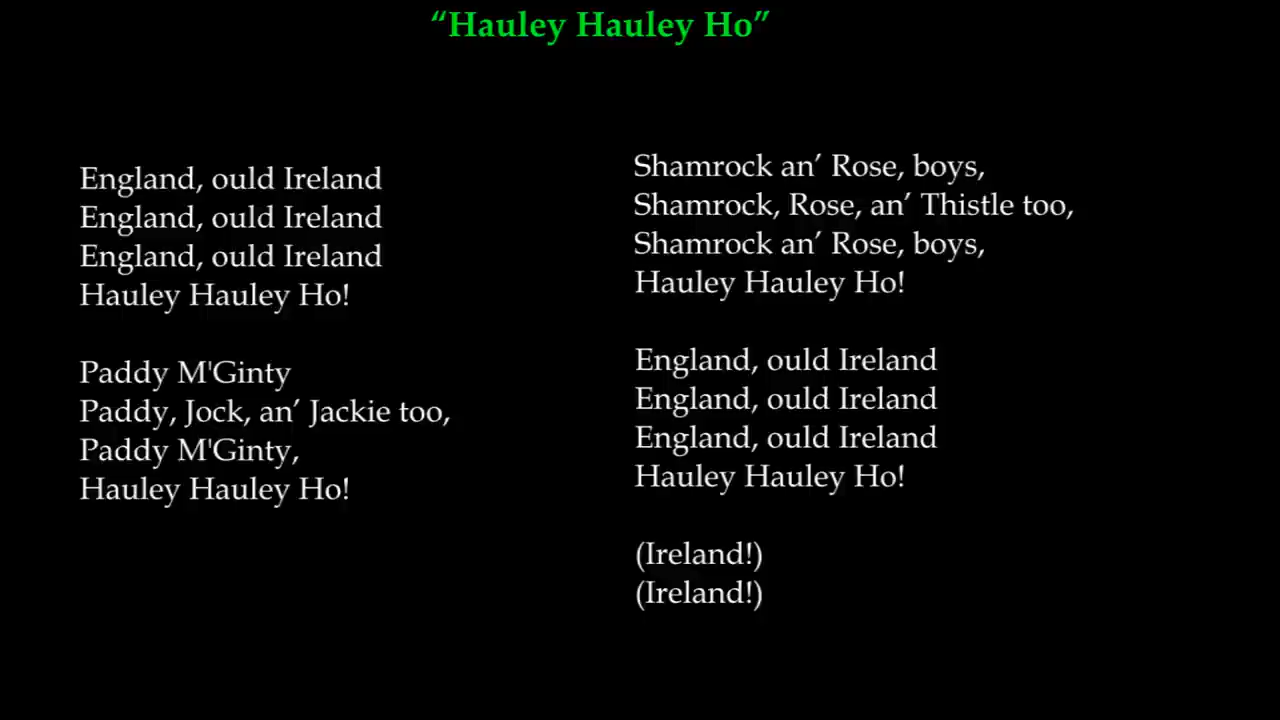 “Hauley Hauley Ho”
England, ould Ireland
England, ould Ireland
England, ould Ireland
Hauley Hauley Ho!
Paddy M'Ginty
Paddy, Jock, an’ Jackie too,
Paddy M'Ginty,
Hauley Hauley Ho!
Shamrock an’ Rose, boys,
Shamrock, Rose, an’ Thistle too,
Shamrock an’ Rose, boys,
Hauley Hauley Ho!
England, ould Ireland
England, ould Ireland
England, ould Ireland
Hauley Hauley Ho!
(Ireland!)
(Ireland!)